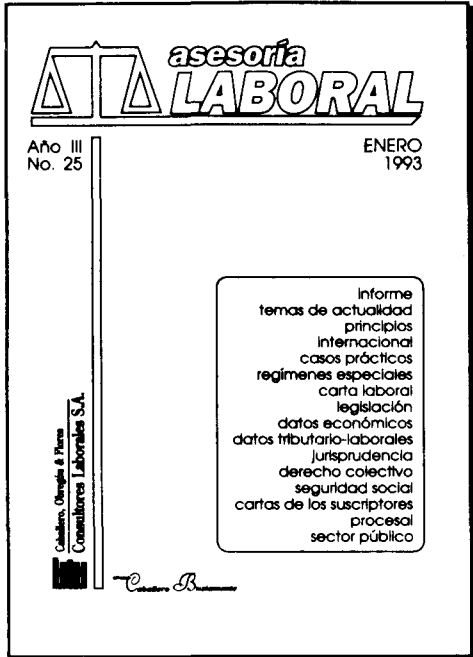 asesoría
LABORAL
Año III
No. 25
ENERO
1993
informe
temas de actualidad
principios
internacional
casos prácticos
regímenes especiales
carta laboral
legislación
datos económicos
datos tributario-laborales
jurisprudencia
derecho colectivo
seguridad social
cartas de los suscriptores
procesal
sector público
Caballero, Obregón & Flores
Consultores Laborales S.A.
Caballero Bustamante